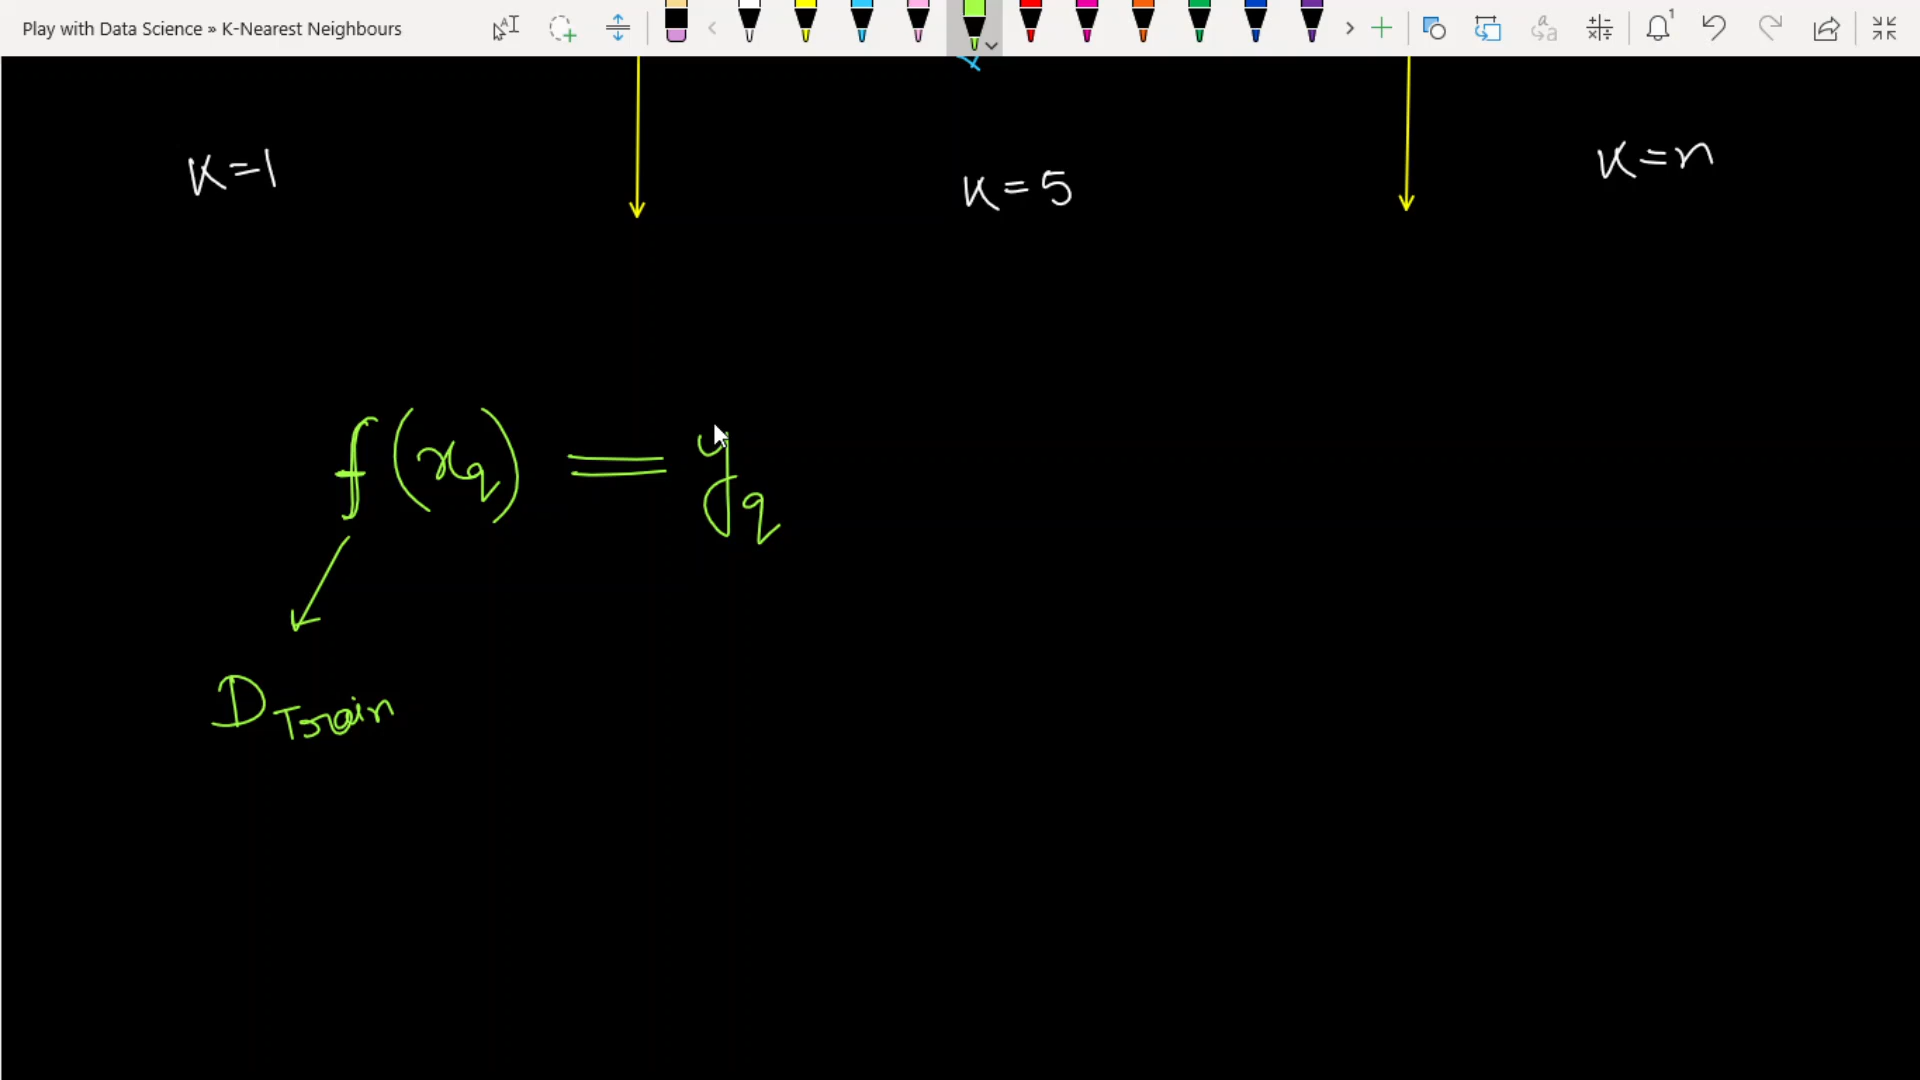 Play with Data Science » K-Nearest Neighbours
K=1
K=5
K=n
f(xq) = yq
DTrain